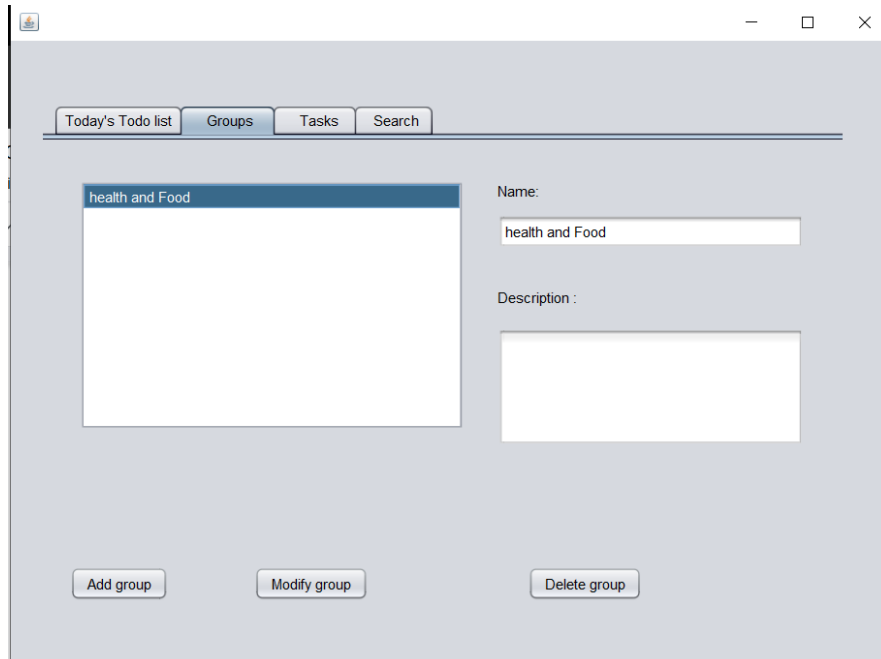 Today's Todo list Groups Tasks Search
health and Food
Name:
health and Food
Description :
Add group Modify group Delete group